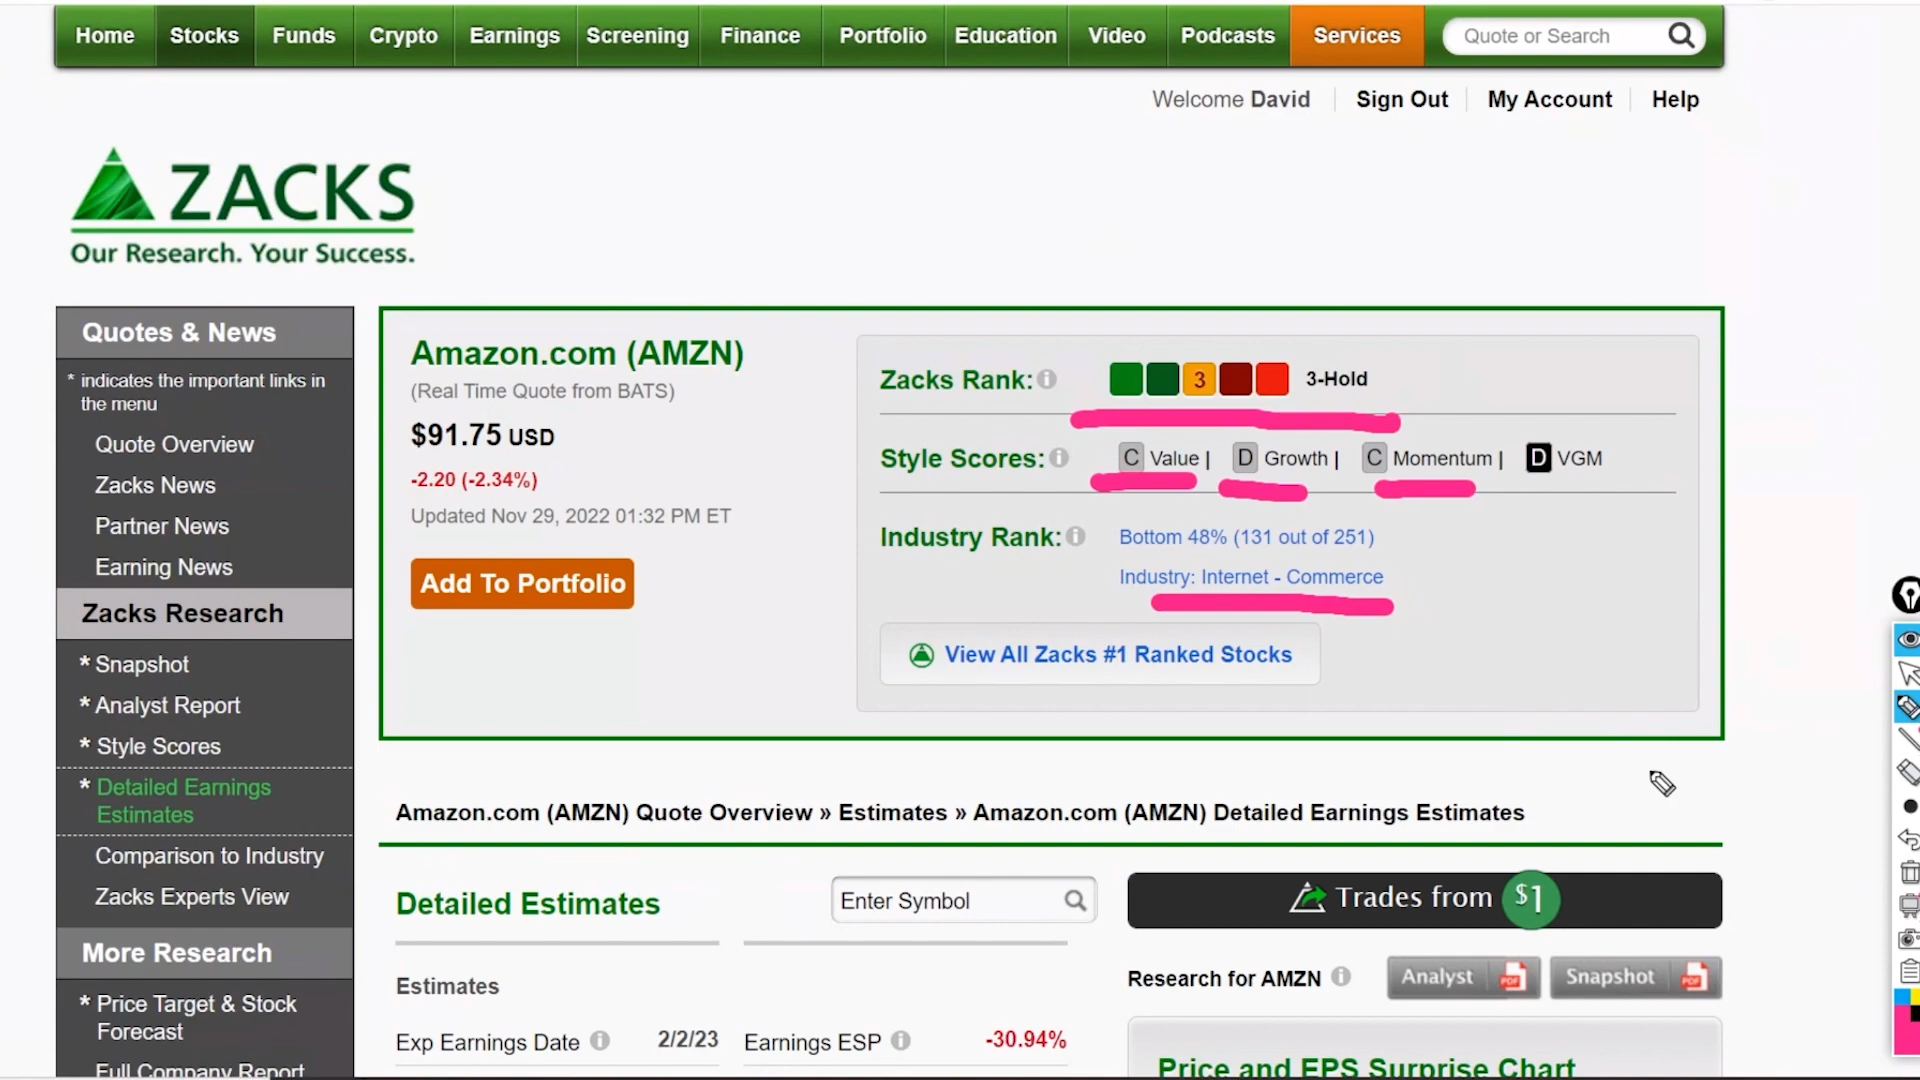 Home Stocks Funds Crypto Earnings Screening Finance Portfolio Education Video Podcasts Services Quote or Search
Welcome David Sign Out My Account Help
ZACKS
Our Research. Your Success.
Quotes & News
* indicates the important links in
the menu
Quote Overview
Zacks News
Partner News
Earning News
Zacks Research
* Snapshot
* Analyst Report
* Style Scores
* Detailed Earnings
Estimates
Comparison to Industry
Zacks Experts View
More Research
* Price Target & Stock
Forecast
Full Company Report
Amazon.com (AMZN)
(Real Time Quote from BATS)
$91.75 USD
-2.20 (-2.34%)
Updated Nov 29, 2022 01:32 PM ET
Add To Portfolio
Zacks Rank: 3 3-Hold
Style Scores: C Value | D Growth | C Momentum | D VGM
Industry Rank: Bottom 48% (131 out of 251)
Industry: Internet - Commerce
View All Zacks #1 Ranked Stocks
Amazon.com (AMZN) Quote Overview » Estimates » Amazon.com (AMZN) Detailed Earnings Estimates
Detailed Estimates
Enter Symbol
Estimates
Exp Earnings Date 2/2/23 Earnings ESP -30.94%
Trades from $1
Research for AMZN Analyst PDF Snapshot PDF
Price and EPS Surprise Chart